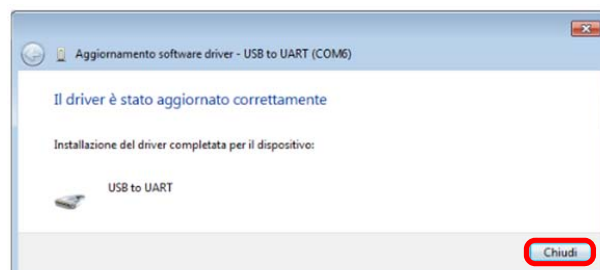 Aggiornamento software driver - USB to UART (COM6)
Il driver è stato aggiornato correttamente
Installazione del driver completata per il dispositivo:
USB to UART
Chiudi